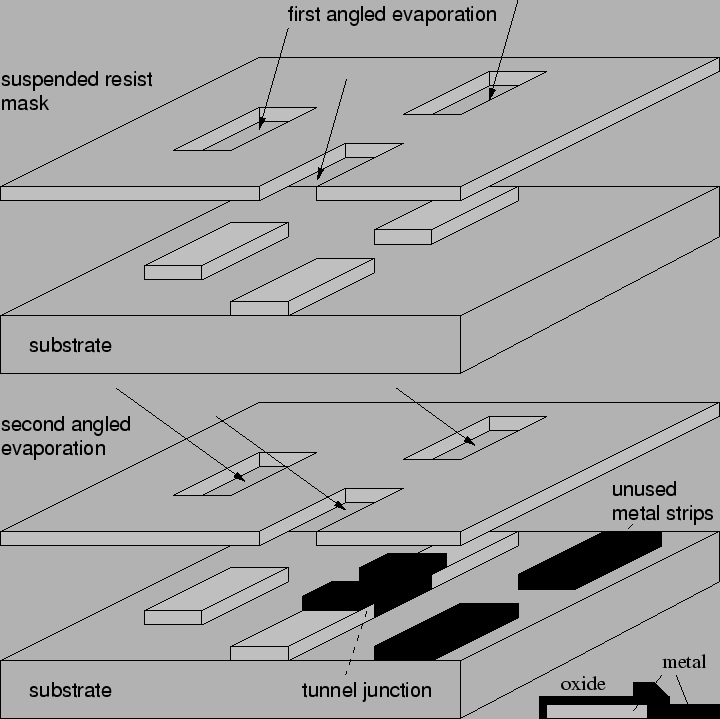 first angled evaporation
suspended resist
mask
substrate
second angled
evaporation
unused
metal strips
substrate
tunnel junction
oxide
metal